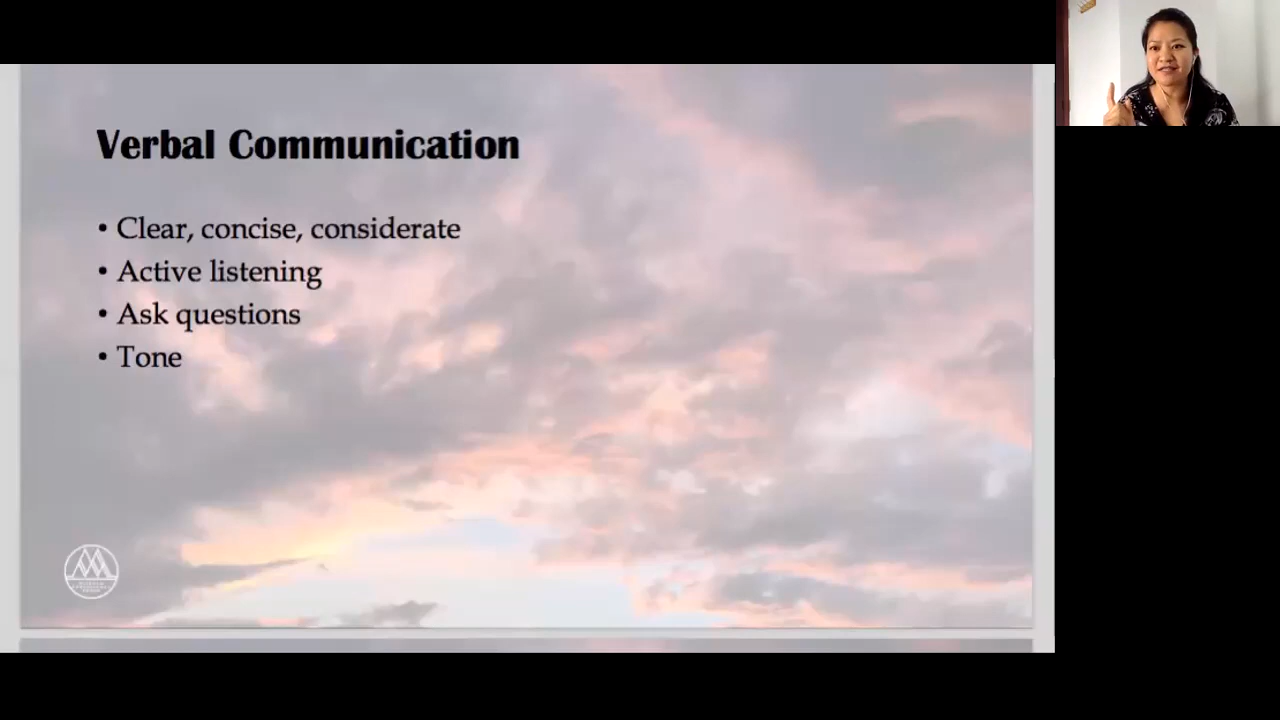 Verbal Communication
• Clear, concise, considerate
• Active listening
• Ask questions
• Tone